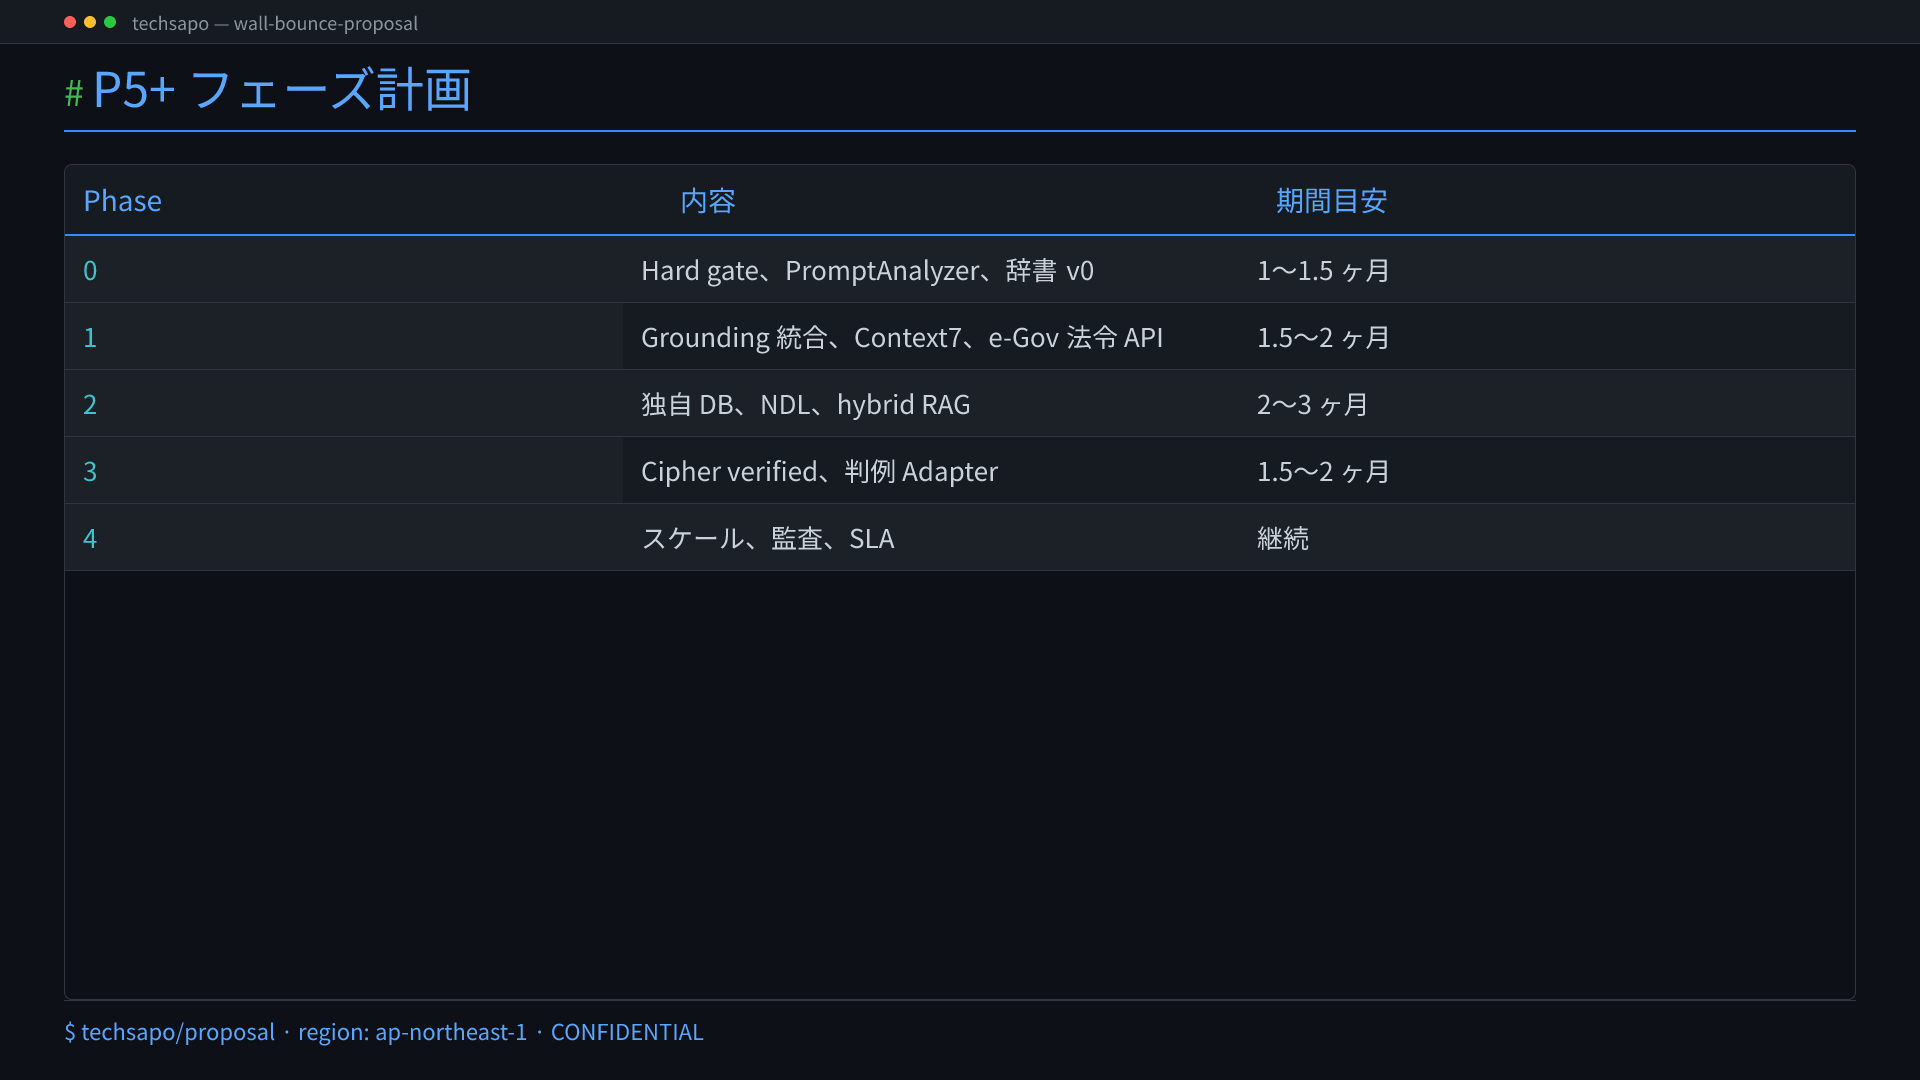 techsapo — wall-bounce-proposal
# P5+ フェーズ計画
Phase 内容 期間目安
0 Hard gate、PromptAnalyzer、辞書 v0 1〜1.5 ヶ月
1 Grounding 統合、Context7、e-Gov 法令 API 1.5〜2 ヶ月
2 独自 DB、NDL、hybrid RAG 2〜3 ヶ月
3 Cipher verified、判例 Adapter 1.5〜2 ヶ月
4 スケール、監査、SLA 継続
$ techsapo/proposal · region: ap-northeast-1 · CONFIDENTIAL